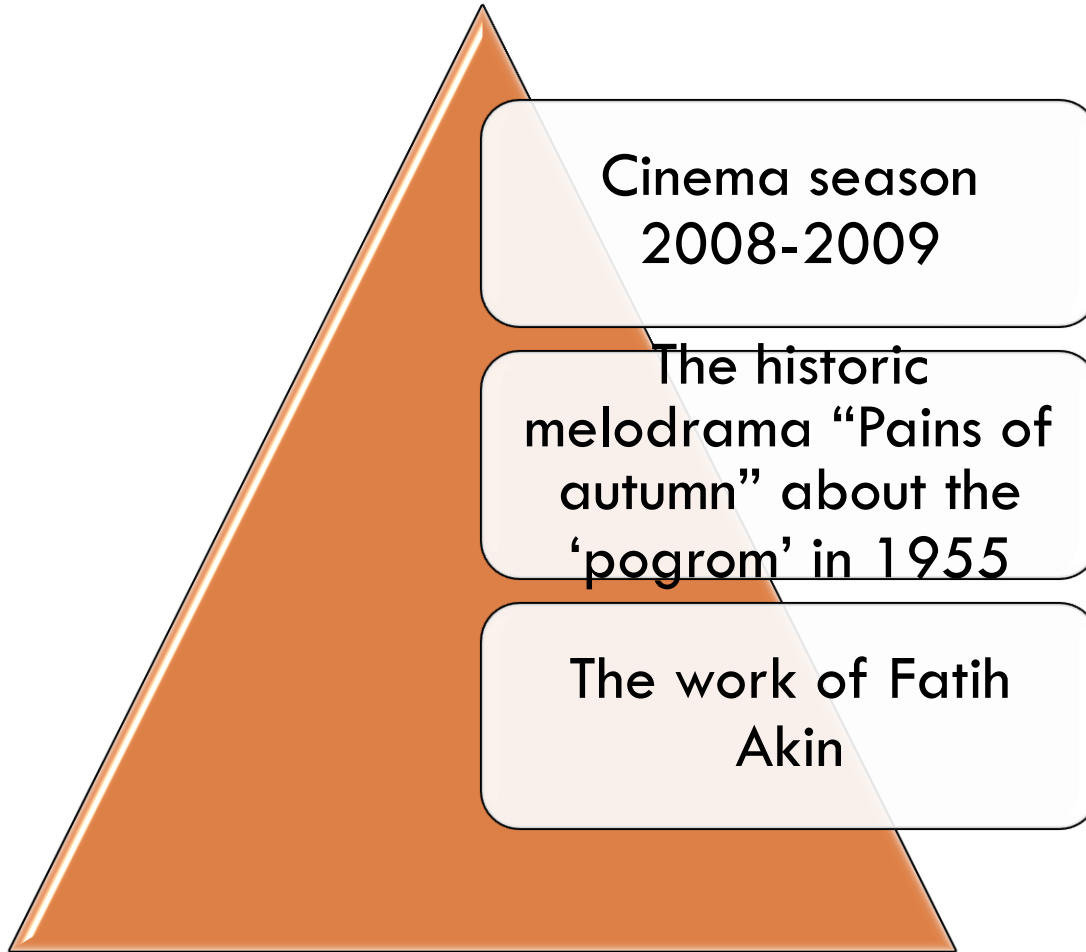 Cinema season
2008-2009
The historic
melodrama “Pains of
autumn” about the
‘pogrom’ in 1955
The work of Fatih
Akin